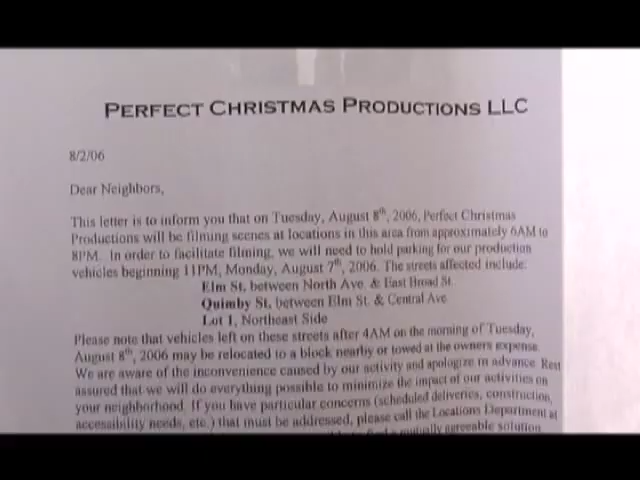 PERFECT CHRISTMAS PRODUCTIONS LLC
8/2/06
Dear Neighbors,
This letter is to inform you that on Tuesday, August 8th, 2006, Perfect Christmas
Productions will be filming scenes at locations in this area from approximately 6AM to
8PM. In order to facilitate filming, we will need to hold parking for our production
vehicles beginning 11PM, Monday, August 7th, 2006. The streets affected include:
Elm St, between North Ave. & East Broad St.
Quimby St, between Elm St. & Central Ave.
Lot 1, Northeast Side
Please note that vehicles left on these streets after 4AM on the morning of Tuesday,
August 8th, 2006 may be relocated to a block nearby or towed at the owners expense.
We are aware of the inconvenience caused by our activity and apologize in advance. Rest
assured that we will do everything possible to minimize the impact of our activities on
your neighborhood. If you have particular concerns (scheduled deliveries, construction,
accessibility needs, etc.) that must be addressed, please call the Locations Department at
mutually agreeable solution